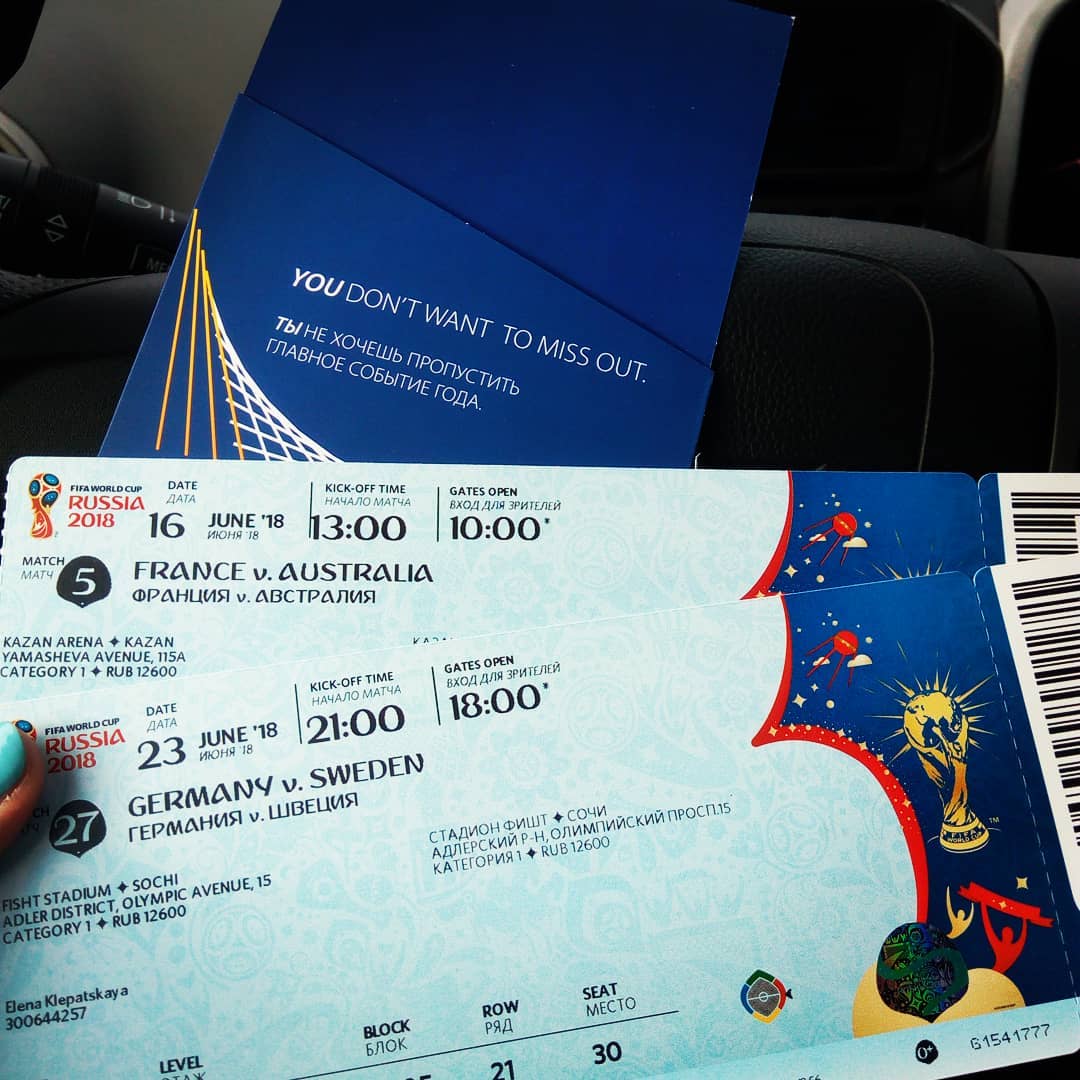 YOU DON'T WANT TO MISS OUT.
ТЫ НЕ ХОЧЕШЬ ПРОПУСТИТЬ
ГЛАВНОЕ СОБЫТИЕ ГОДА.
FIFA WORLD CUP
RUSSIA
2018
DATE
ДАТА
16 JUNE '18
ИЮНЯ '18
KICK-OFF TIME
НАЧАЛО МАТЧА
13:00
GATES OPEN
ВХОД ДЛЯ ЗРИТЕЛЕЙ
10:00*
MATCH
МАТЧ
5
FRANCE v. AUSTRALIA
ФРАНЦИЯ v. АВСТРАЛИЯ
KAZAN ARENA ✦ KAZAN
YAMASHEVA AVENUE, 115A
CATEGORY 1 ✦ RUB 12600
FIFA WORLD CUP
RUSSIA
2018
DATE
ДАТА
23 JUNE '18
ИЮНЯ '18
KICK-OFF TIME
НАЧАЛО МАТЧА
21:00
GATES OPEN
ВХОД ДЛЯ ЗРИТЕЛЕЙ
18:00*
27
GERMANY v. SWEDEN
ГЕРМАНИЯ v. ШВЕЦИЯ
FISHT STADIUM ✦ SOCHI
ADLER DISTRICT, OLYMPIC AVENUE, 15
CATEGORY 1 ✦ RUB 12600
СТАДИОН ФИШТ ✦ СОЧИ
АДЛЕРСКИЙ Р-Н, ОЛИМПИЙСКИЙ ПРОСП.15
КАТЕГОРИЯ 1 ✦ RUB 12600
Elena Klepatskaya
300644257
LEVEL
BLOCK
БЛОК
ROW
РЯД
21
SEAT
МЕСТО
30
FIFA
TM
0+
61541777